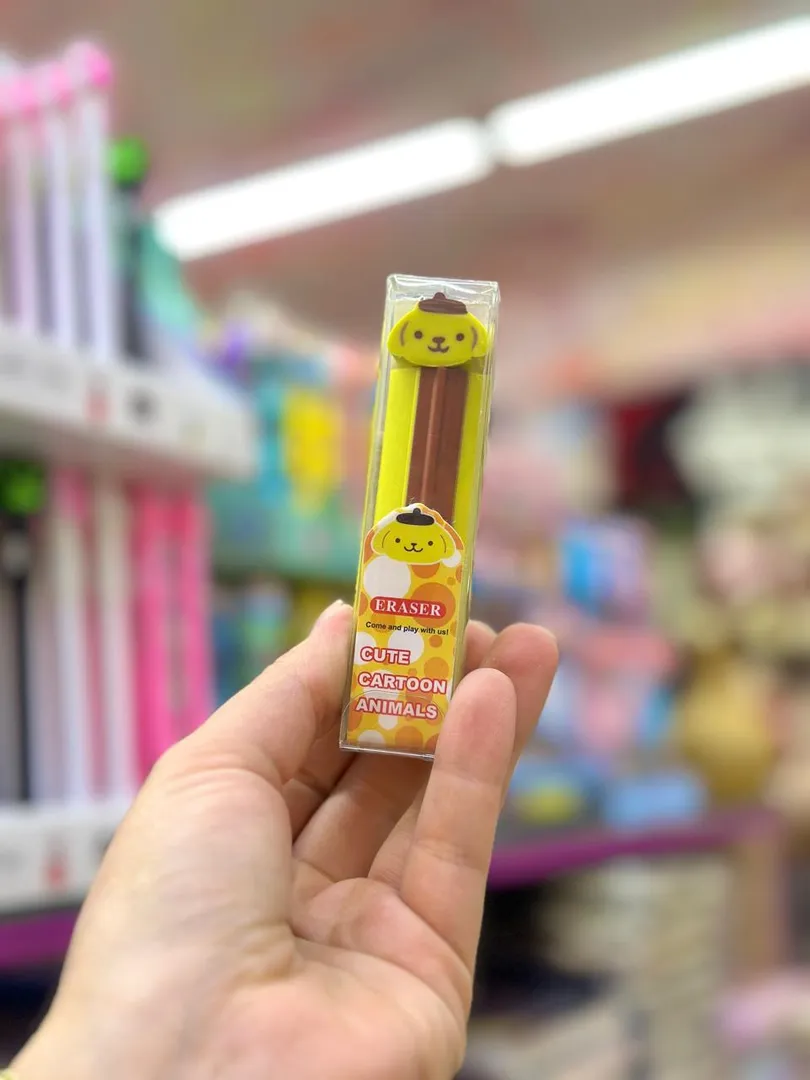 ERASER
Come and play with us!
CUTE
CARTOON
ANIMALS